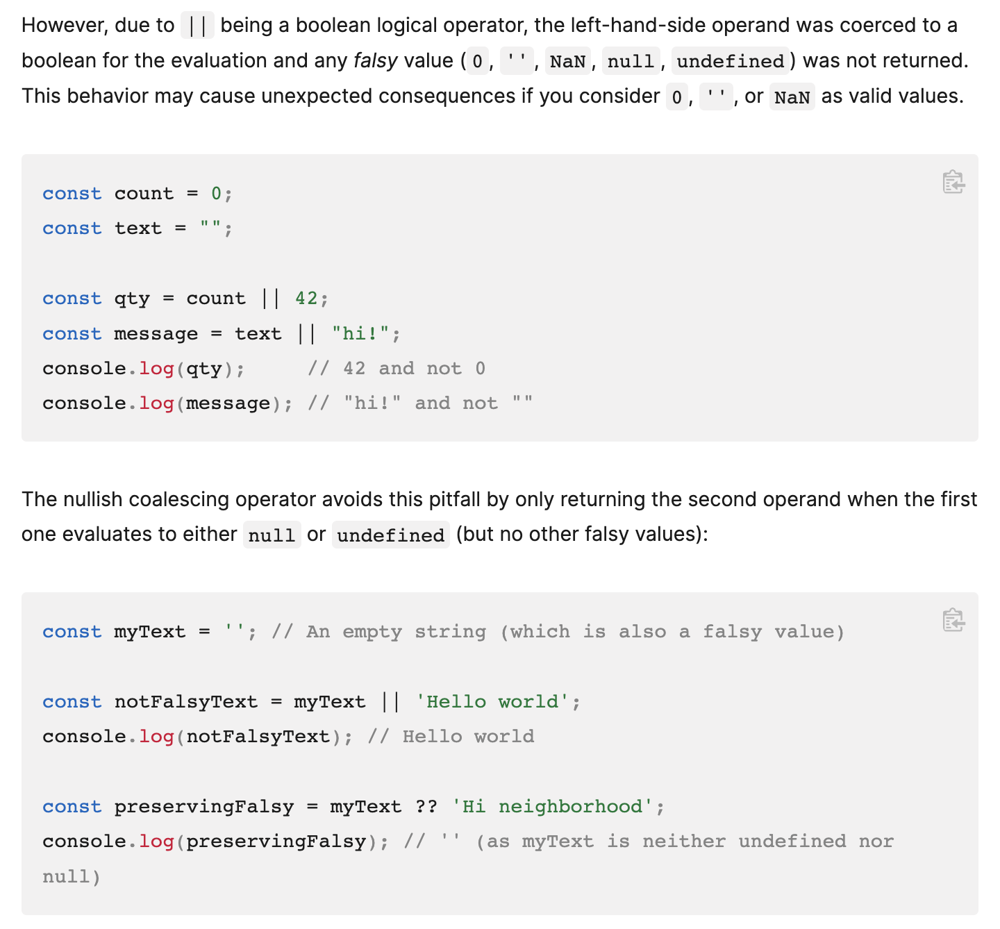 However, due to || being a boolean logical operator, the left-hand-side operand was coerced to a
boolean for the evaluation and any falsy value (0, '', NaN, null, undefined) was not returned.
This behavior may cause unexpected consequences if you consider 0, '', or NaN as valid values.
const count = 0;
const text = "";
const qty = count || 42;
const message = text || "hi!";
console.log(qty);     // 42 and not 0
console.log(message); // "hi!" and not ""
The nullish coalescing operator avoids this pitfall by only returning the second operand when the first
one evaluates to either null or undefined (but no other falsy values):
const myText = ''; // An empty string (which is also a falsy value)
const notFalsyText = myText || 'Hello world';
console.log(notFalsyText); // Hello world
const preservingFalsy = myText ?? 'Hi neighborhood';
console.log(preservingFalsy); // '' (as myText is neither undefined nor
null)